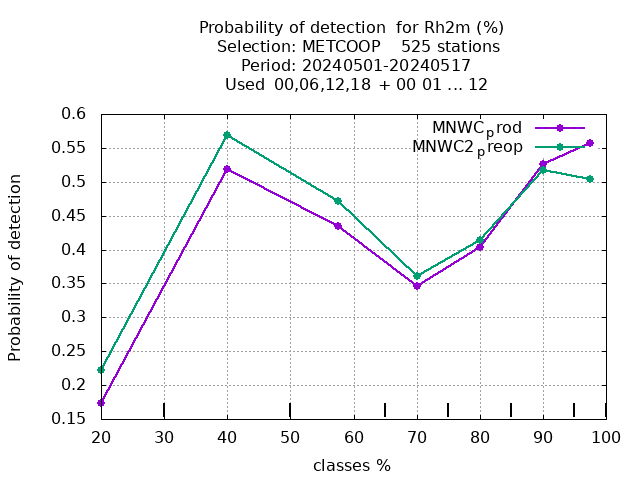 Probability of detection for Rh2m (%)
Selection: METCOOP 525 stations
Period: 20240501-20240517
Used 00,06,12,18 + 00 01 ... 12
MNWCprod
MNWC2preop
0.6
0.55
0.5
0.45
0.4
0.35
0.3
0.25
0.2
0.15
Probability of detection
20 30 40 50 60 70 80 90 100
classes %